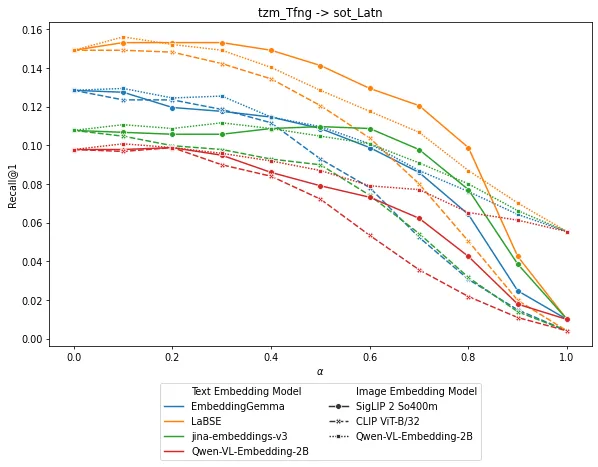 tzm_Tfng -> sot_Latn
0.16
0.14
0.12
0.10
0.08
0.06
0.04
0.02
0.00
Recall@1
0.0 0.2 0.4 0.6 0.8 1.0
α
Text Embedding Model Image Embedding Model
EmbeddingGemma SigLIP 2 So400m
LaBSE CLIP ViT-B/32
jina-embeddings-v3 Qwen-VL-Embedding-2B
Qwen-VL-Embedding-2B